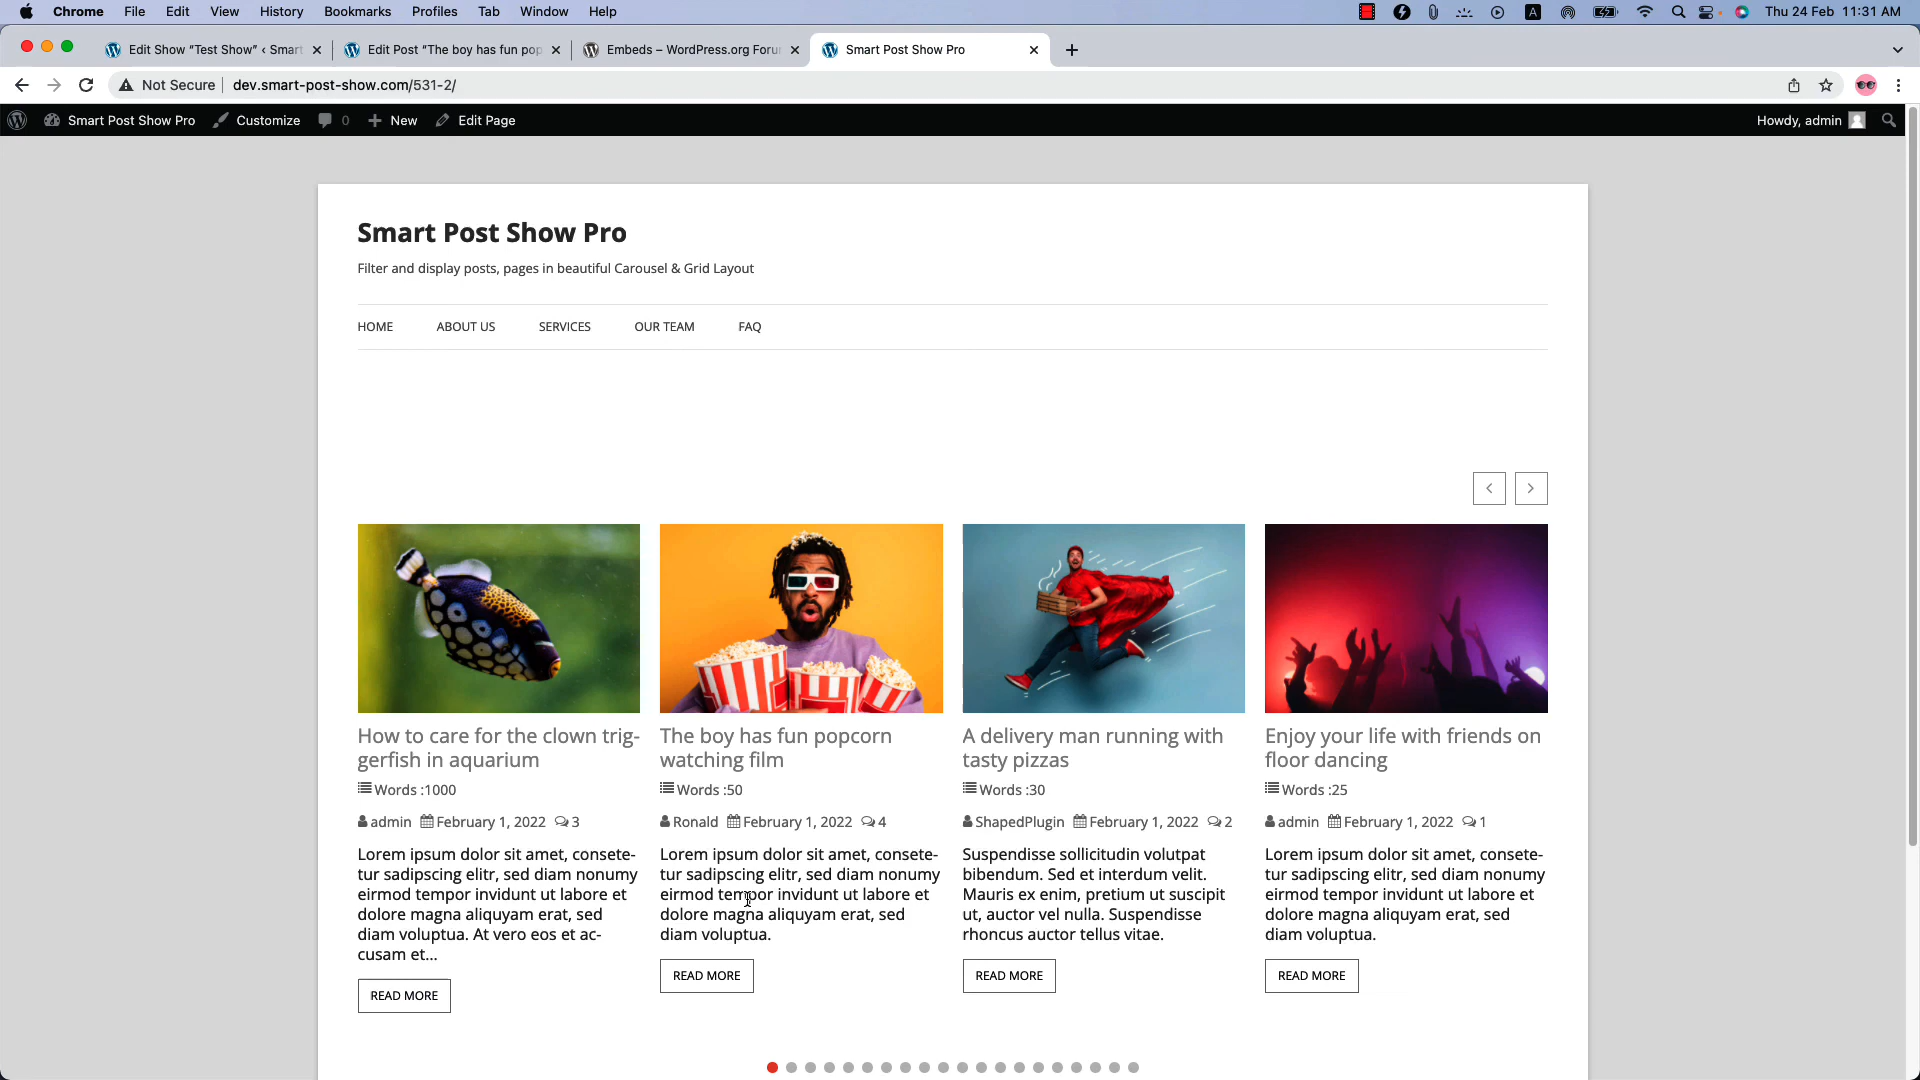 Chrome File Edit View History Bookmarks Profiles Tab Window Help A Thu 24 Feb 11:31 AM
Edit Show “Test Show” ‹ Smart Edit Post “The boy has fun pop Embeds – WordPress.org Foru Smart Post Show Pro
Not Secure dev.smart-post-show.com/531-2/
Smart Post Show Pro Customize 0 New Edit Page Howdy, admin
Smart Post Show Pro
Filter and display posts, pages in beautiful Carousel & Grid Layout
HOME ABOUT US SERVICES OUR TEAM FAQ
How to care for the clown trig-
gerfish in aquarium
Words :1000
admin February 1, 2022 3
Lorem ipsum dolor sit amet, consete-
tur sadipscing elitr, sed diam nonumy
eirmod tempor invidunt ut labore et
dolore magna aliquyam erat, sed
diam voluptua. At vero eos et ac-
cusam et...
READ MORE
The boy has fun popcorn
watching film
Words :50
Ronald February 1, 2022 4
Lorem ipsum dolor sit amet, consete-
tur sadipscing elitr, sed diam nonumy
eirmod tempor invidunt ut labore et
dolore magna aliquyam erat, sed
diam voluptua.
READ MORE
A delivery man running with
tasty pizzas
Words :30
ShapedPlugin February 1, 2022 2
Suspendisse sollicitudin volutpat
bibendum. Sed et interdum velit.
Mauris ex enim, pretium ut suscipit
ut, auctor vel nulla. Suspendisse
rhoncus auctor tellus vitae.
READ MORE
Enjoy your life with friends on
floor dancing
Words :25
admin February 1, 2022 1
Lorem ipsum dolor sit amet, consete-
tur sadipscing elitr, sed diam nonumy
eirmod tempor invidunt ut labore et
dolore magna aliquyam erat, sed
diam voluptua.
READ MORE